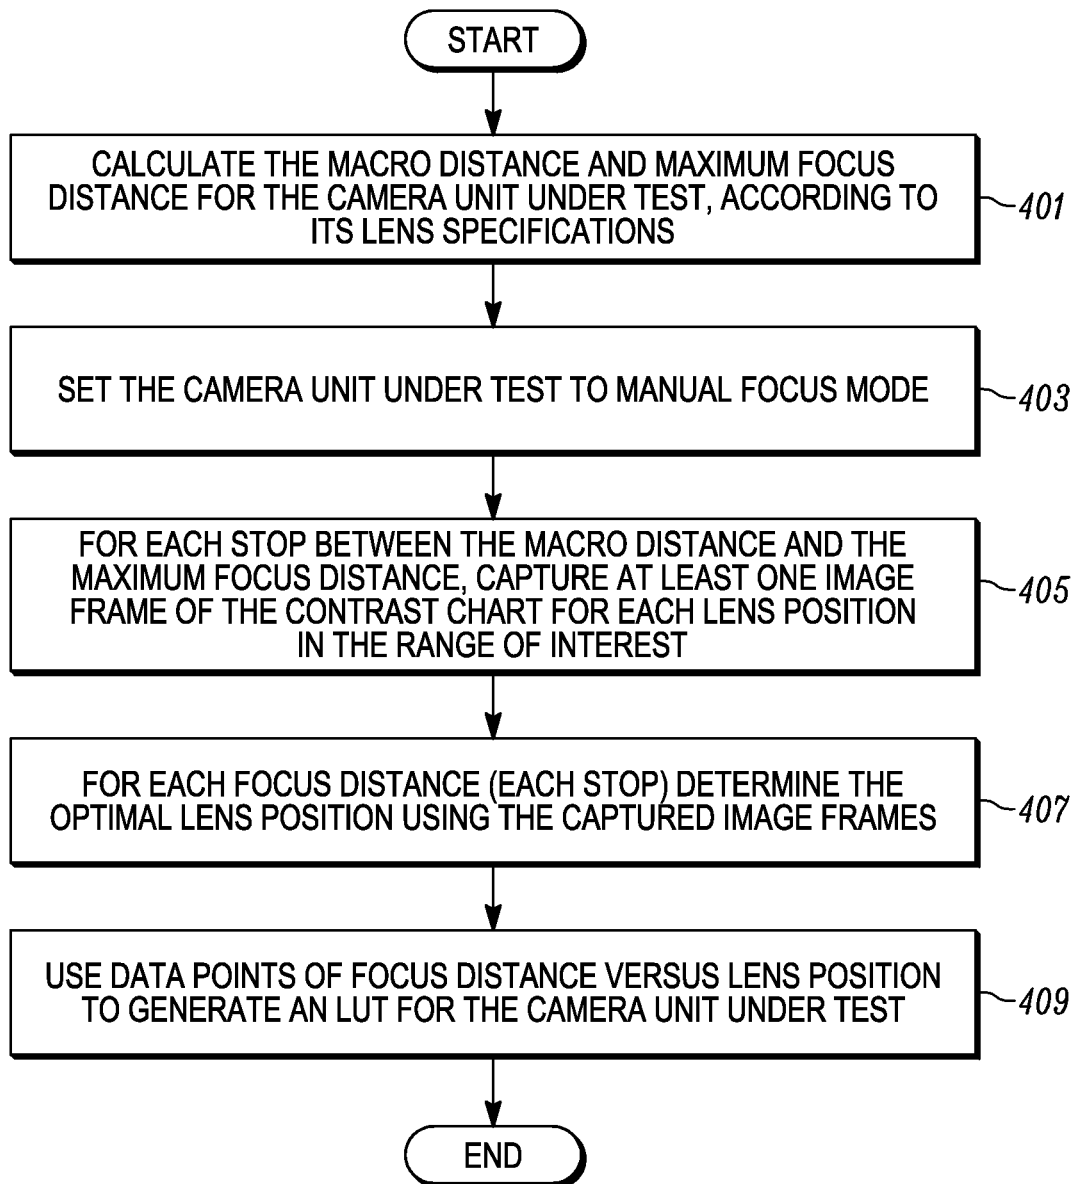 START
CALCULATE THE MACRO DISTANCE AND MAXIMUM FOCUS
DISTANCE FOR THE CAMERA UNIT UNDER TEST, ACCORDING TO
ITS LENS SPECIFICATIONS
401
SET THE CAMERA UNIT UNDER TEST TO MANUAL FOCUS MODE
403
FOR EACH STOP BETWEEN THE MACRO DISTANCE AND THE
MAXIMUM FOCUS DISTANCE, CAPTURE AT LEAST ONE IMAGE
FRAME OF THE CONTRAST CHART FOR EACH LENS POSITION
IN THE RANGE OF INTEREST
405
FOR EACH FOCUS DISTANCE (EACH STOP) DETERMINE THE
OPTIMAL LENS POSITION USING THE CAPTURED IMAGE FRAMES
407
USE DATA POINTS OF FOCUS DISTANCE VERSUS LENS POSITION
TO GENERATE AN LUT FOR THE CAMERA UNIT UNDER TEST
409
END